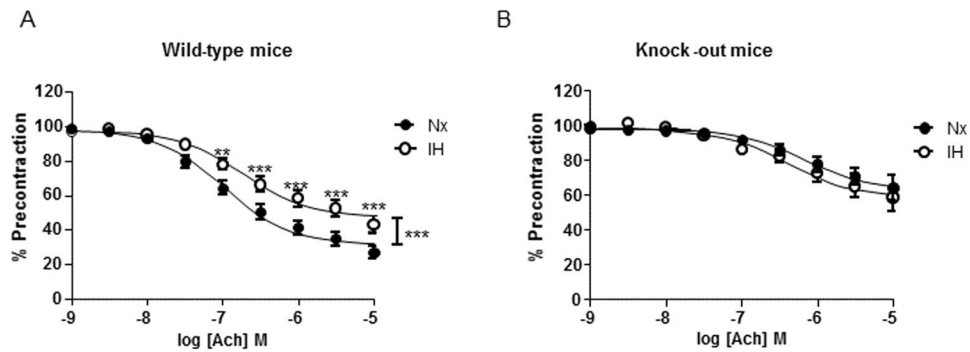 A
Wild-type mice
% Precontraction
120
100
80
60
40
20
0
**
***
***
***
***
***
Nx
IH
-9
-8
-7
-6
-5
log [Ach] M
B
Knock -out mice
% Precontraction
120
100
80
60
40
20
0
Nx
IH
-9
-8
-7
-6
-5
log [Ach] M